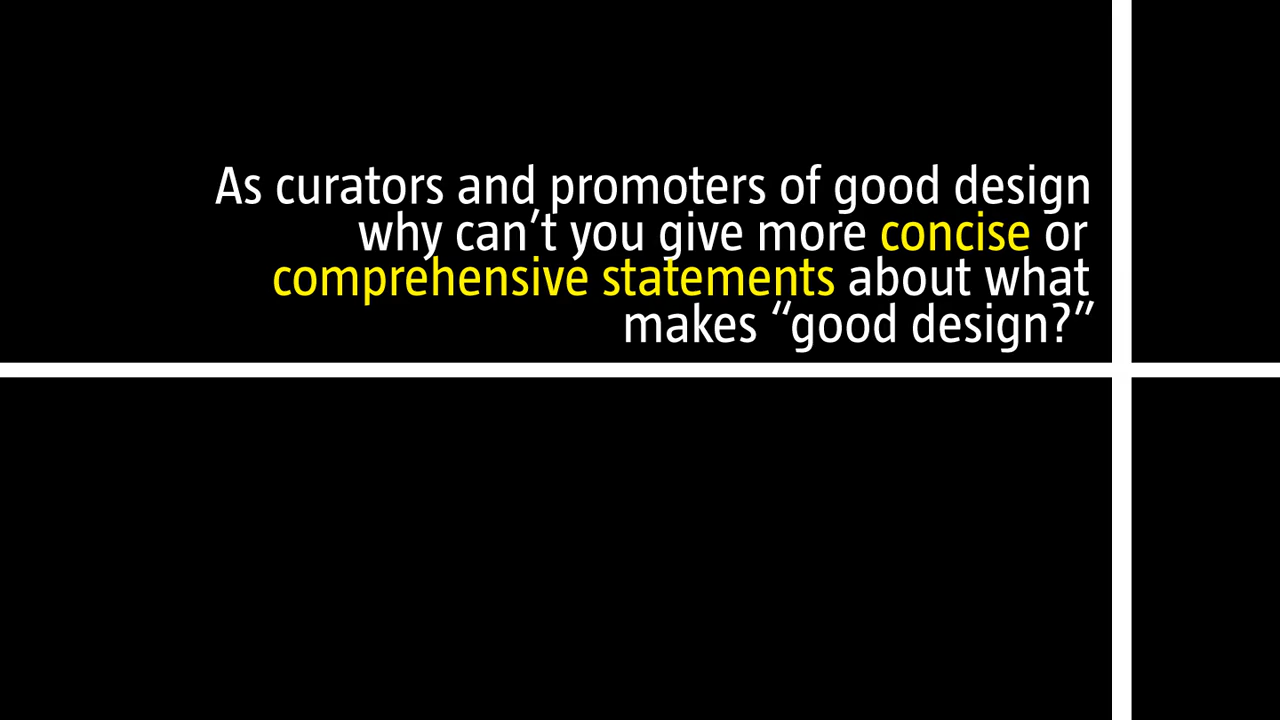 As curators and promoters of good design
why can’t you give more concise or
comprehensive statements about what
makes “good design?”